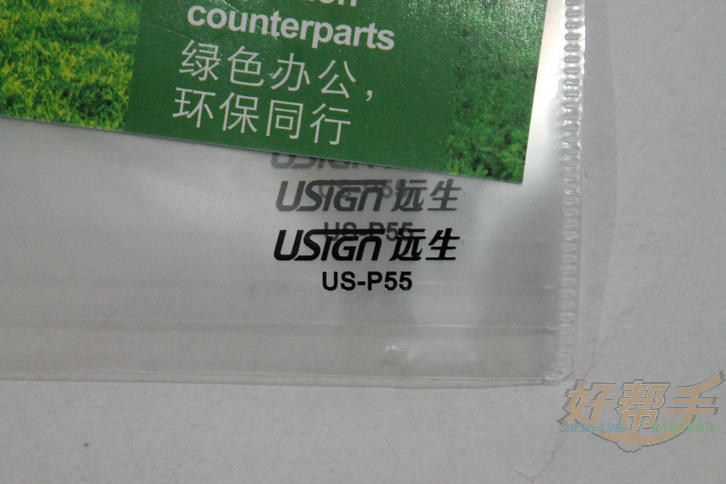 counterparts
绿色办公，
环保同行
USIGN
USIGN 远生
US-P55
USIGN 远生
US-P55
好帮手